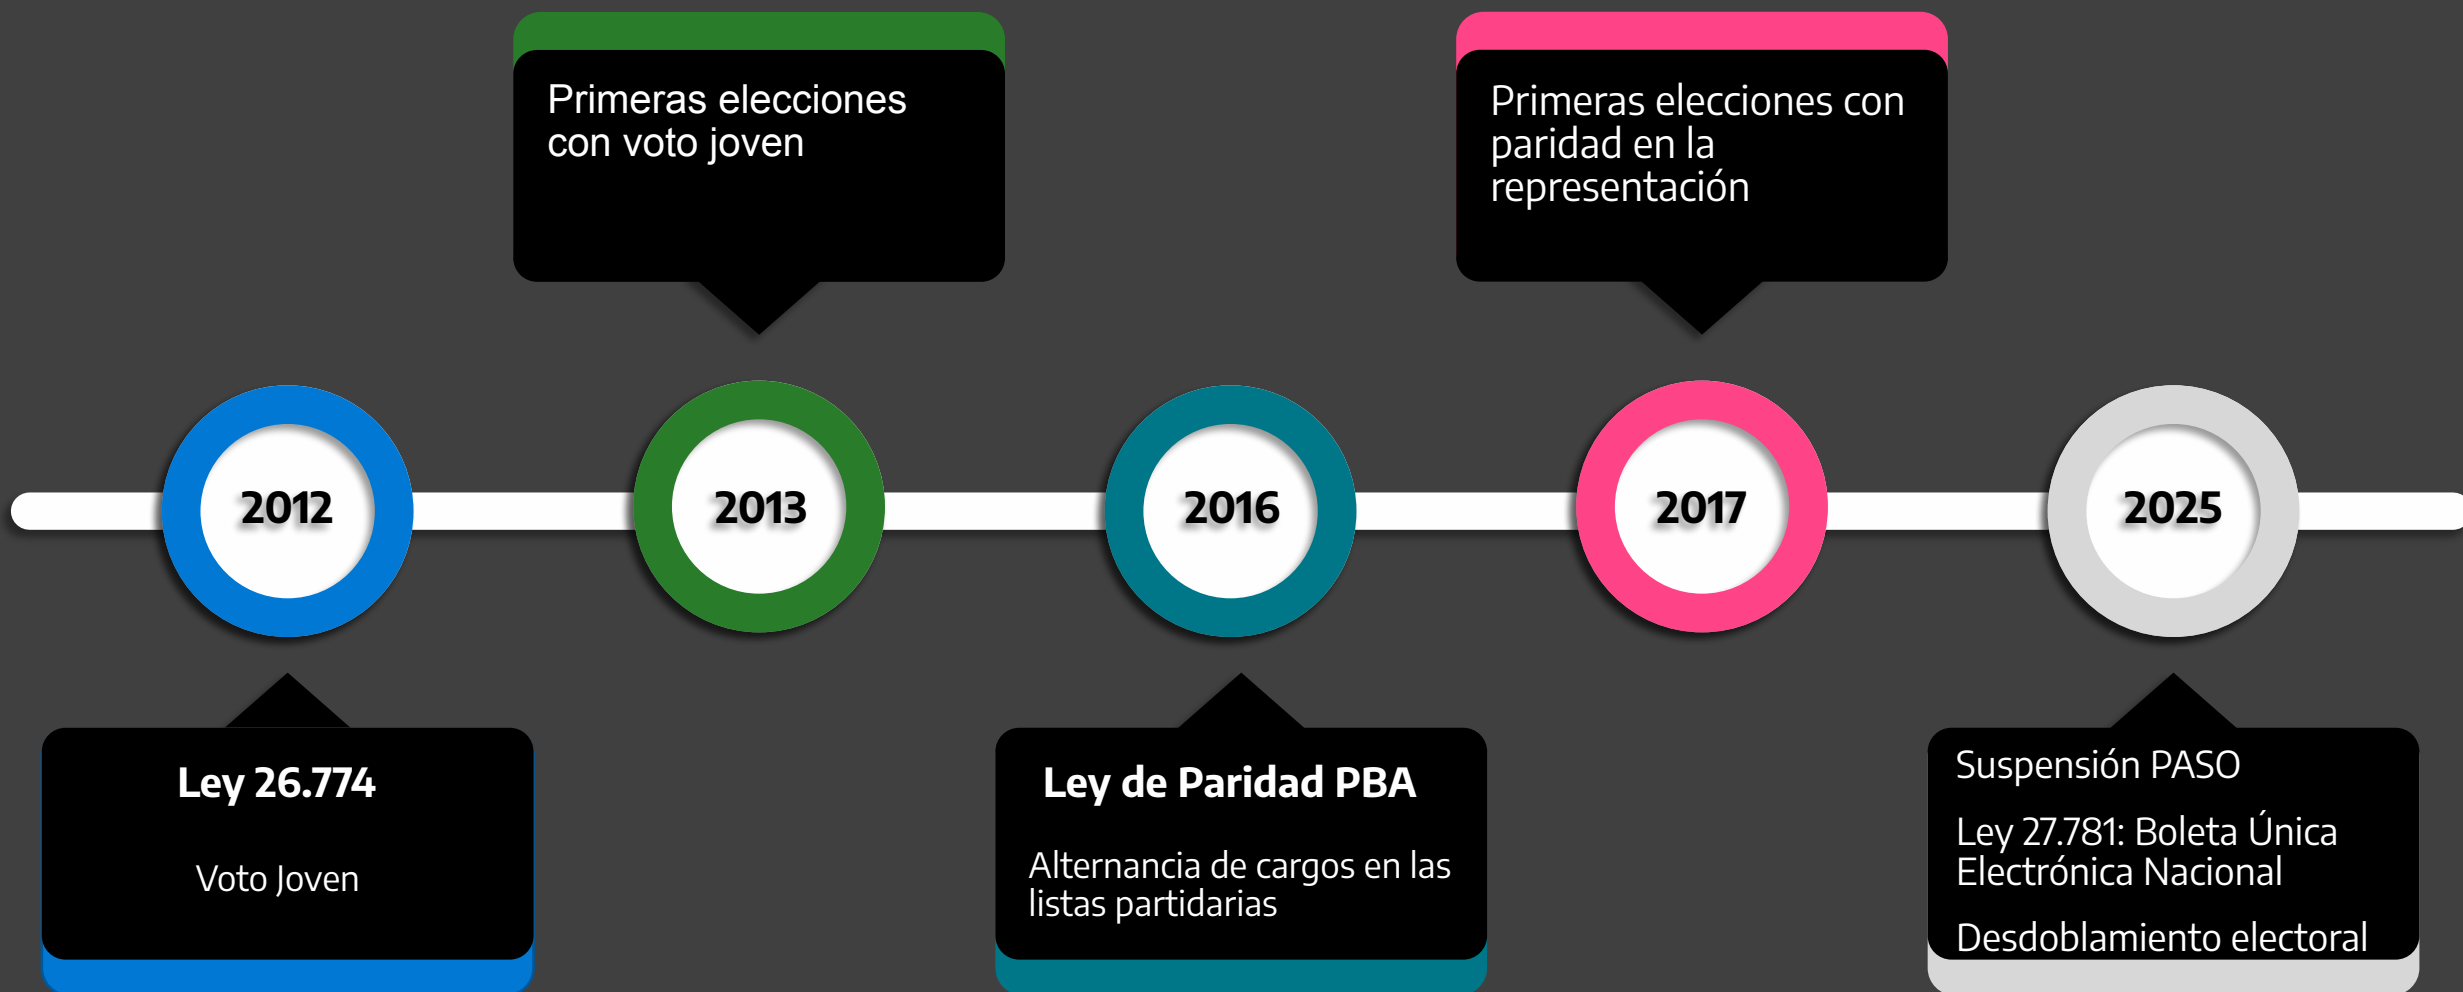 Primeras elecciones
con voto joven
Primeras elecciones con
paridad en la
representación
2012
2013
2016
2017
2025
Ley 26.774
Voto Joven
Ley de Paridad PBA
Alternancia de cargos en las
listas partidarias
Suspensión PASO
Ley 27.781: Boleta Única
Electrónica Nacional
Desdoblamiento electoral